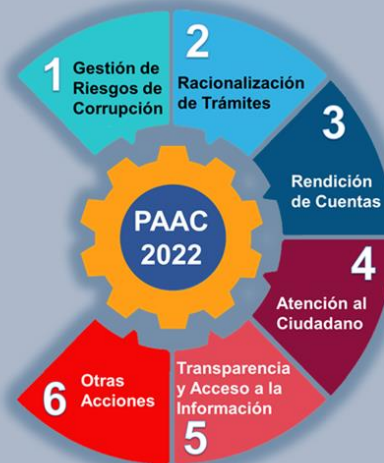 1
Gestión de
Riesgos de
Corrupción
2
Racionalización
de Trámites
3
Rendición
de Cuentas
4
Atención al
Ciudadano
Transparencia
y Acceso a la
Información
5
6
Otras
Acciones
PAAC
2022